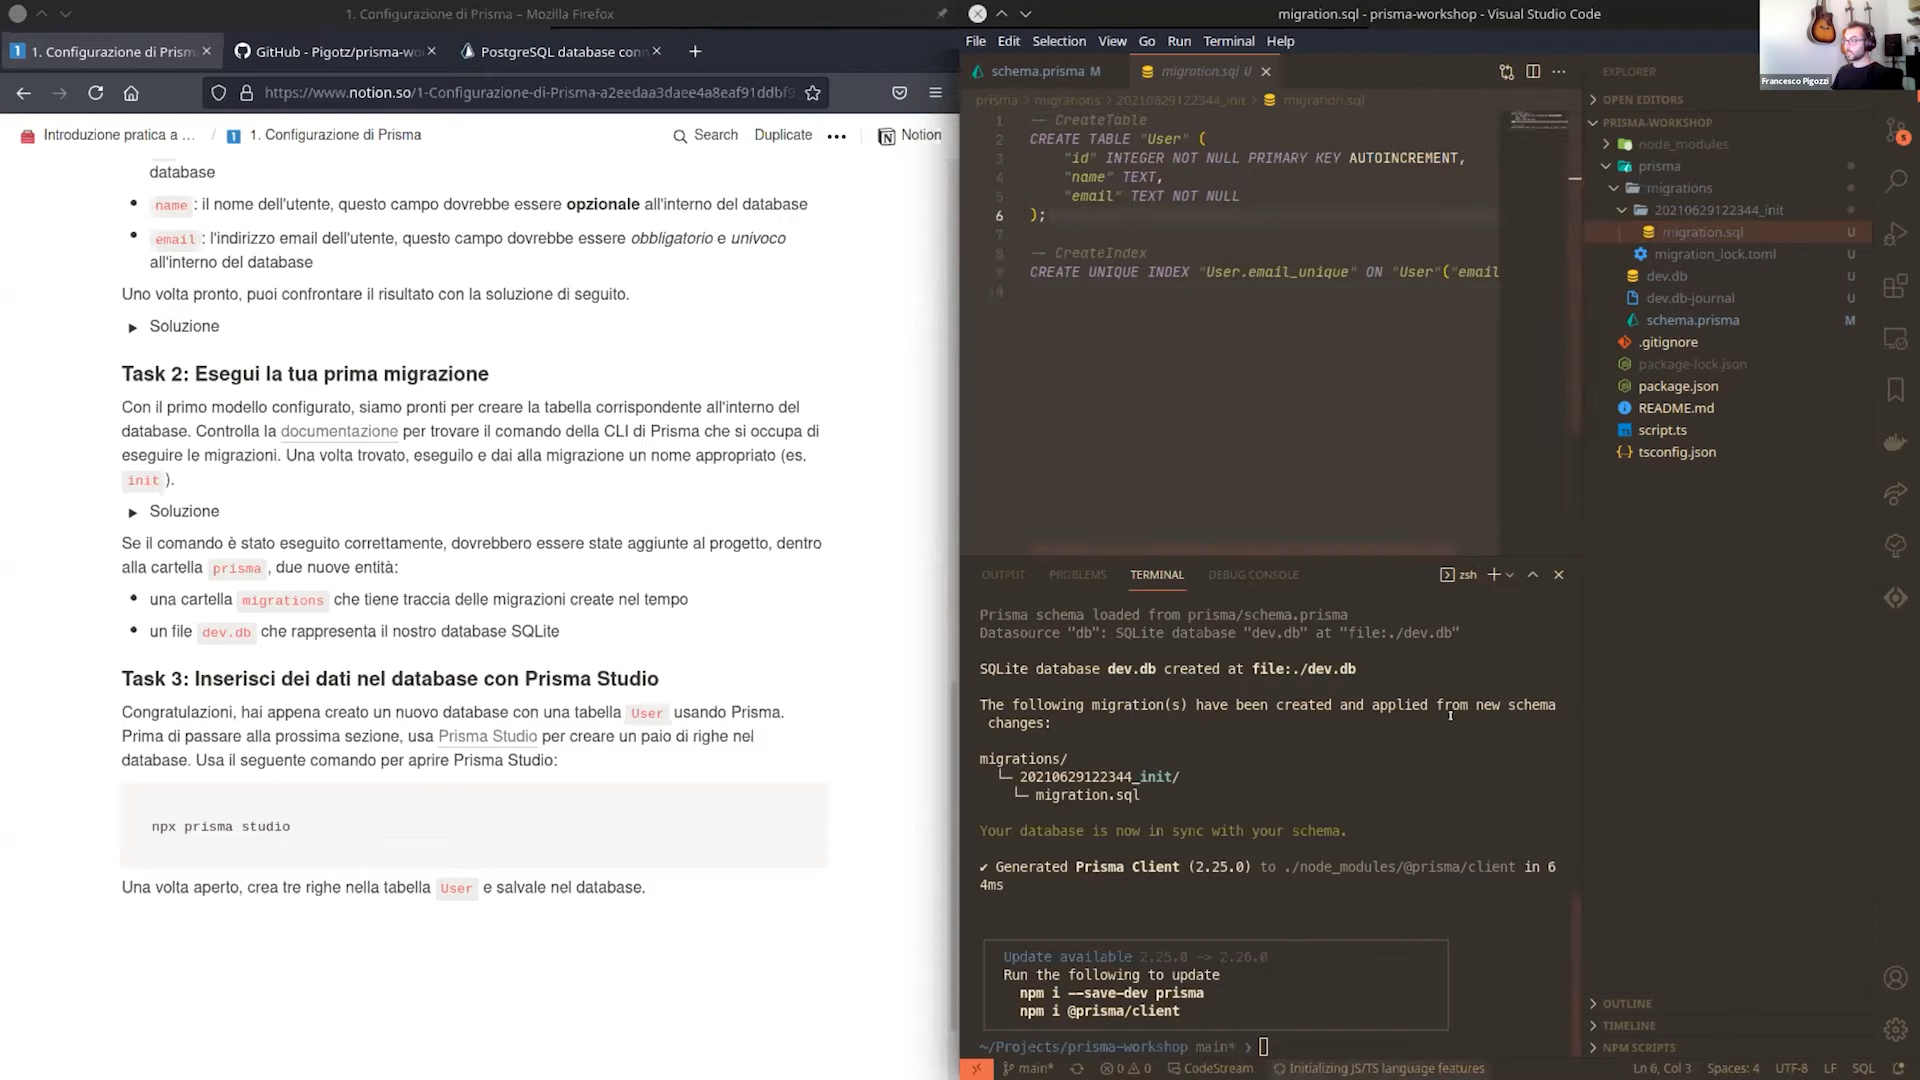 1. Configurazione di Prisma – Mozilla Firefox
1. Configurazione di Prism
GitHub - Pigotz/prisma-wo
PostgreSQL database conn
https://www.notion.so/1-Configurazione-di-Prisma-a2eedaa3daee4a8eaf91ddbf9
Introduzione pratica a ... / 1. Configurazione di Prisma
Search Duplicate ••• Notion
database
name : il nome dell'utente, questo campo dovrebbe essere opzionale all'interno del database
email : l'indirizzo email dell'utente, questo campo dovrebbe essere obbligatorio e univoco
all'interno del database
Uno volta pronto, puoi confrontare il risultato con la soluzione di seguito.
Soluzione
Task 2: Esegui la tua prima migrazione
Con il primo modello configurato, siamo pronti per creare la tabella corrispondente all'interno del
database. Controlla la documentazione per trovare il comando della CLI di Prisma che si occupa di
eseguire le migrazioni. Una volta trovato, eseguilo e dai alla migrazione un nome appropriato (es.
init ).
Soluzione
Se il comando è stato eseguito correttamente, dovrebbero essere state aggiunte al progetto, dentro
alla cartella prisma , due nuove entità:
una cartella migrations che tiene traccia delle migrazioni create nel tempo
un file dev.db che rappresenta il nostro database SQLite
Task 3: Inserisci dei dati nel database con Prisma Studio
Congratulazioni, hai appena creato un nuovo database con una tabella User usando Prisma.
Prima di passare alla prossima sezione, usa Prisma Studio per creare un paio di righe nel
database. Usa il seguente comando per aprire Prisma Studio:
npx prisma studio
Una volta aperto, crea tre righe nella tabella User e salvale nel database.
migration.sql - prisma-workshop - Visual Studio Code
File Edit Selection View Go Run Terminal Help
schema.prisma M
migration.sql U
prisma > migrations > 20210629122344_init > migration.sql
1 -- CreateTable
2 CREATE TABLE "User" (
3 "id" INTEGER NOT NULL PRIMARY KEY AUTOINCREMENT,
4 "name" TEXT,
5 "email" TEXT NOT NULL
6 );
7
8 -- CreateIndex
9 CREATE UNIQUE INDEX "User.email_unique" ON "User"("email
10
OUTPUT PROBLEMS TERMINAL DEBUG CONSOLE
zsh
Prisma schema loaded from prisma/schema.prisma
Datasource "db": SQLite database "dev.db" at "file:./dev.db"
SQLite database dev.db created at file:./dev.db
The following migration(s) have been created and applied from new schema
changes:
migrations/
└─ 20210629122344_init/
└─ migration.sql
Your database is now in sync with your schema.
✔ Generated Prisma Client (2.25.0) to ./node_modules/@prisma/client in 6
4ms
Update available 2.25.0 -> 2.26.0
Run the following to update
npm i --save-dev prisma
npm i @prisma/client
~/Projects/prisma-workshop main* ›
main* 0 0 CodeStream Initializing JS/TS language features
Ln 6, Col 3 Spaces: 4 UTF-8 LF SQL
EXPLORER
OPEN EDITORS
PRISMA-WORKSHOP
node_modules
prisma
migrations
20210629122344_init
migration.sql U
migration_lock.toml U
dev.db U
dev.db-journal U
schema.prisma M
.gitignore
package-lock.json
package.json
README.md
script.ts
tsconfig.json
OUTLINE
TIMELINE
NPM SCRIPTS
5
Francesco Pigozzi